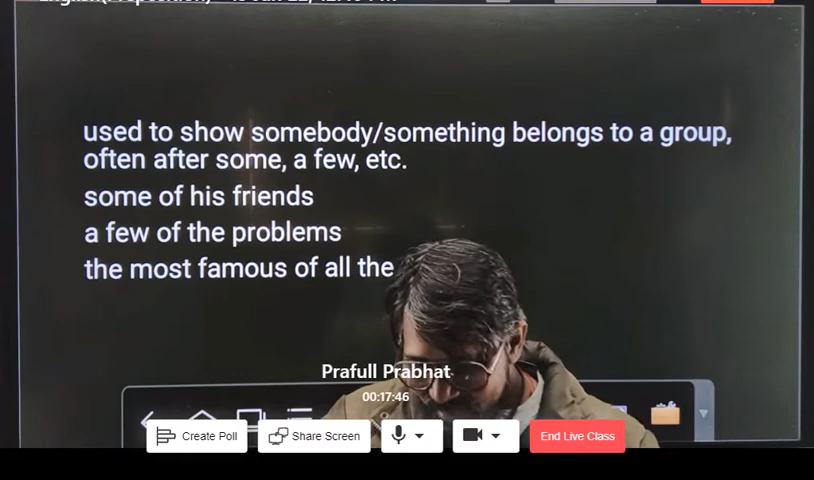 used to show somebody/something belongs to a group,
often after some, a few, etc.
some of his friends
a few of the problems
the most famous of all the
Prafull Prabhat
00:17:46
Create Poll
Share Screen
End Live Class